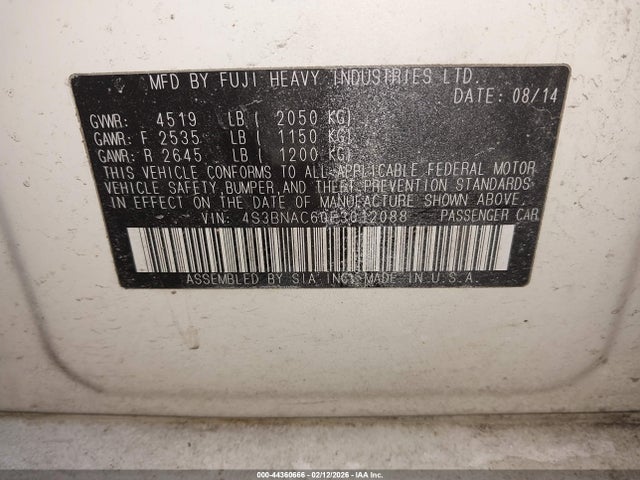 MFD BY FUJI HEAVY INDUSTRIES LTD.
DATE: 08/14
GVWR: 4519 LB ( 2050 KG)
GAWR: F 2535 LB ( 1150 KG)
GAWR: R 2645 LB ( 1200 KG)
THIS VEHICLE CONFORMS TO ALL APPLICABLE FEDERAL MOTOR
VEHICLE SAFETY, BUMPER, AND THEFT PREVENTION STANDARDS
IN EFFECT ON THE DATE OF MANUFACTURE SHOWN ABOVE.
VIN: 4S3BNAC60F3012088 PASSENGER CAR
ASSEMBLED BY SIA, INC. MADE IN U.S.A.
000-44360666 - 02/12/2026 - IAA Inc.